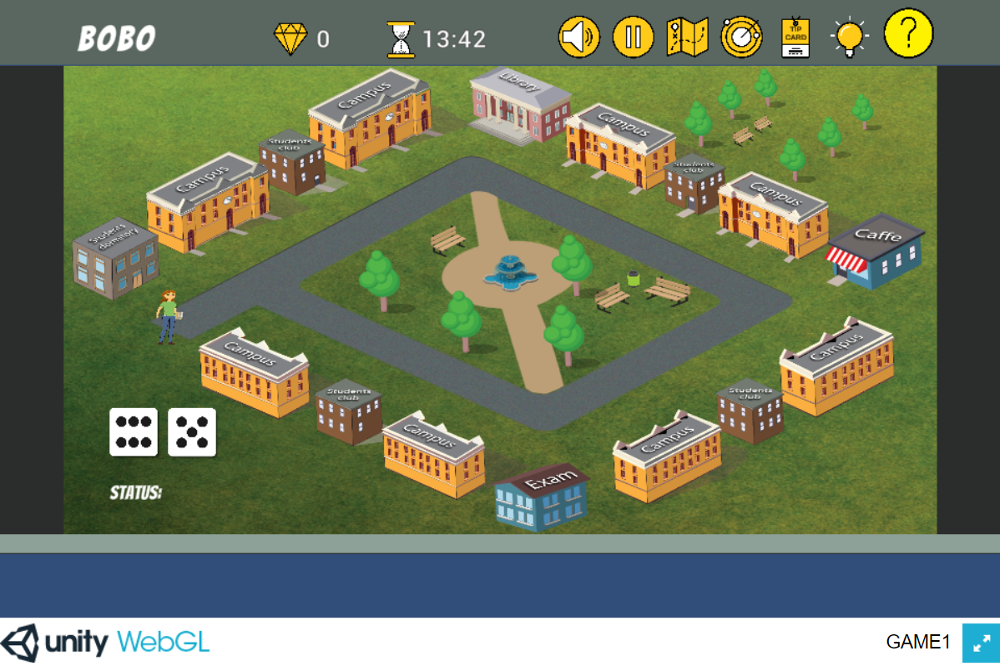 BOBO
0
13:42
TIP
CARD
?
Campus
Library
Campus
Students
club
Students
club
Campus
Campus
Students
dormitory
Caffe
Campus
Campus
Students
club
Students
club
Campus
Campus
Exam
STATUS:
unity WebGL
GAME1